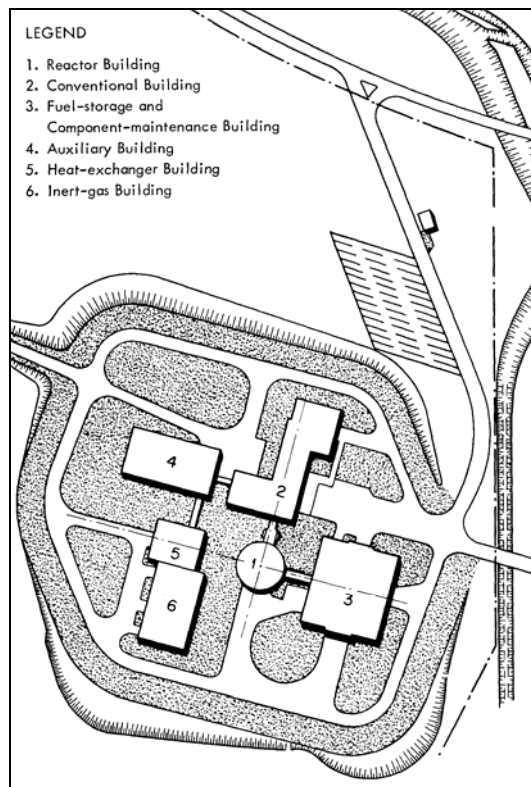 LEGEND
1. Reactor Building
2. Conventional Building
3. Fuel-storage and
Component-maintenance Building
4. Auxiliary Building
5. Heat-exchanger Building
6. Inert-gas Building
4
2
5
1
3
6